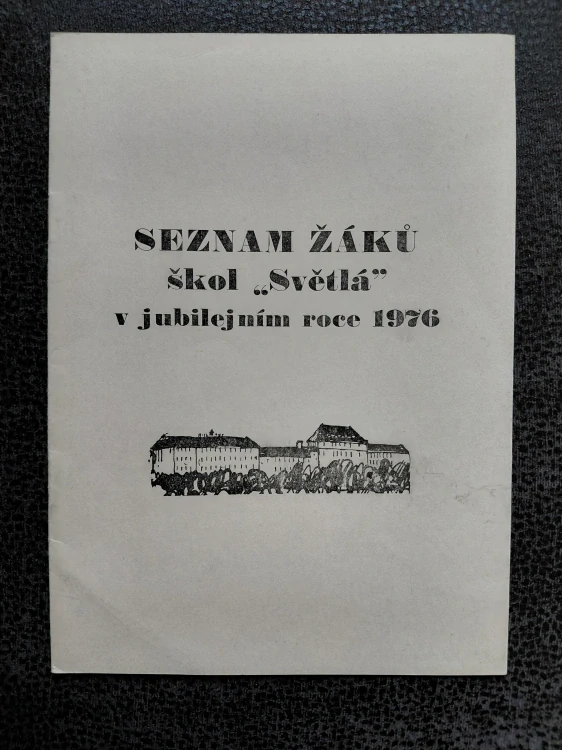 SEZNAM ŽÁKŮ
škol „Světlá”
v jubilejním roce 1976